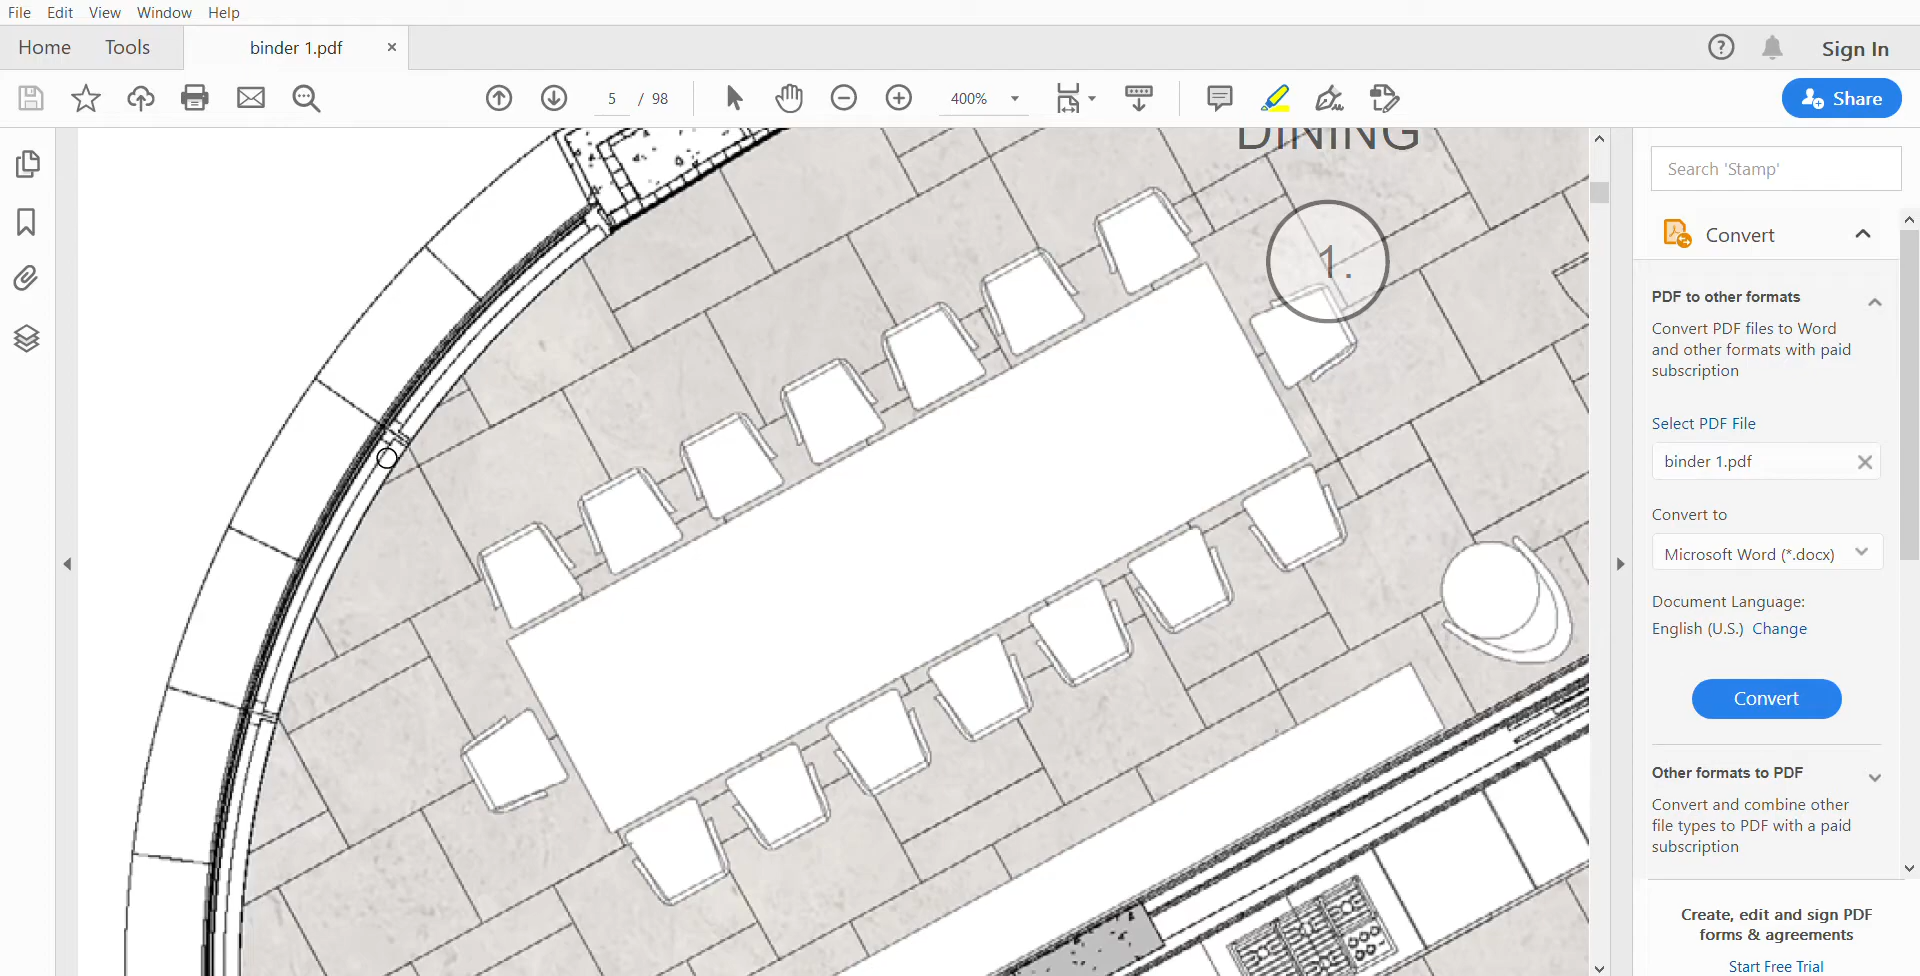 File Edit View Window Help
Home Tools binder 1.pdf × Sign In
5 / 98 400% Share
DINING
1.
Search 'Stamp'
Convert
PDF to other formats
Convert PDF files to Word
and other formats with paid
subscription
Select PDF File
binder 1.pdf
Convert to
Microsoft Word (*.docx)
Document Language:
English (U.S.) Change
Convert
Other formats to PDF
Convert and combine other
file types to PDF with a paid
subscription
Create, edit and sign PDF
forms & agreements
Start Free Trial